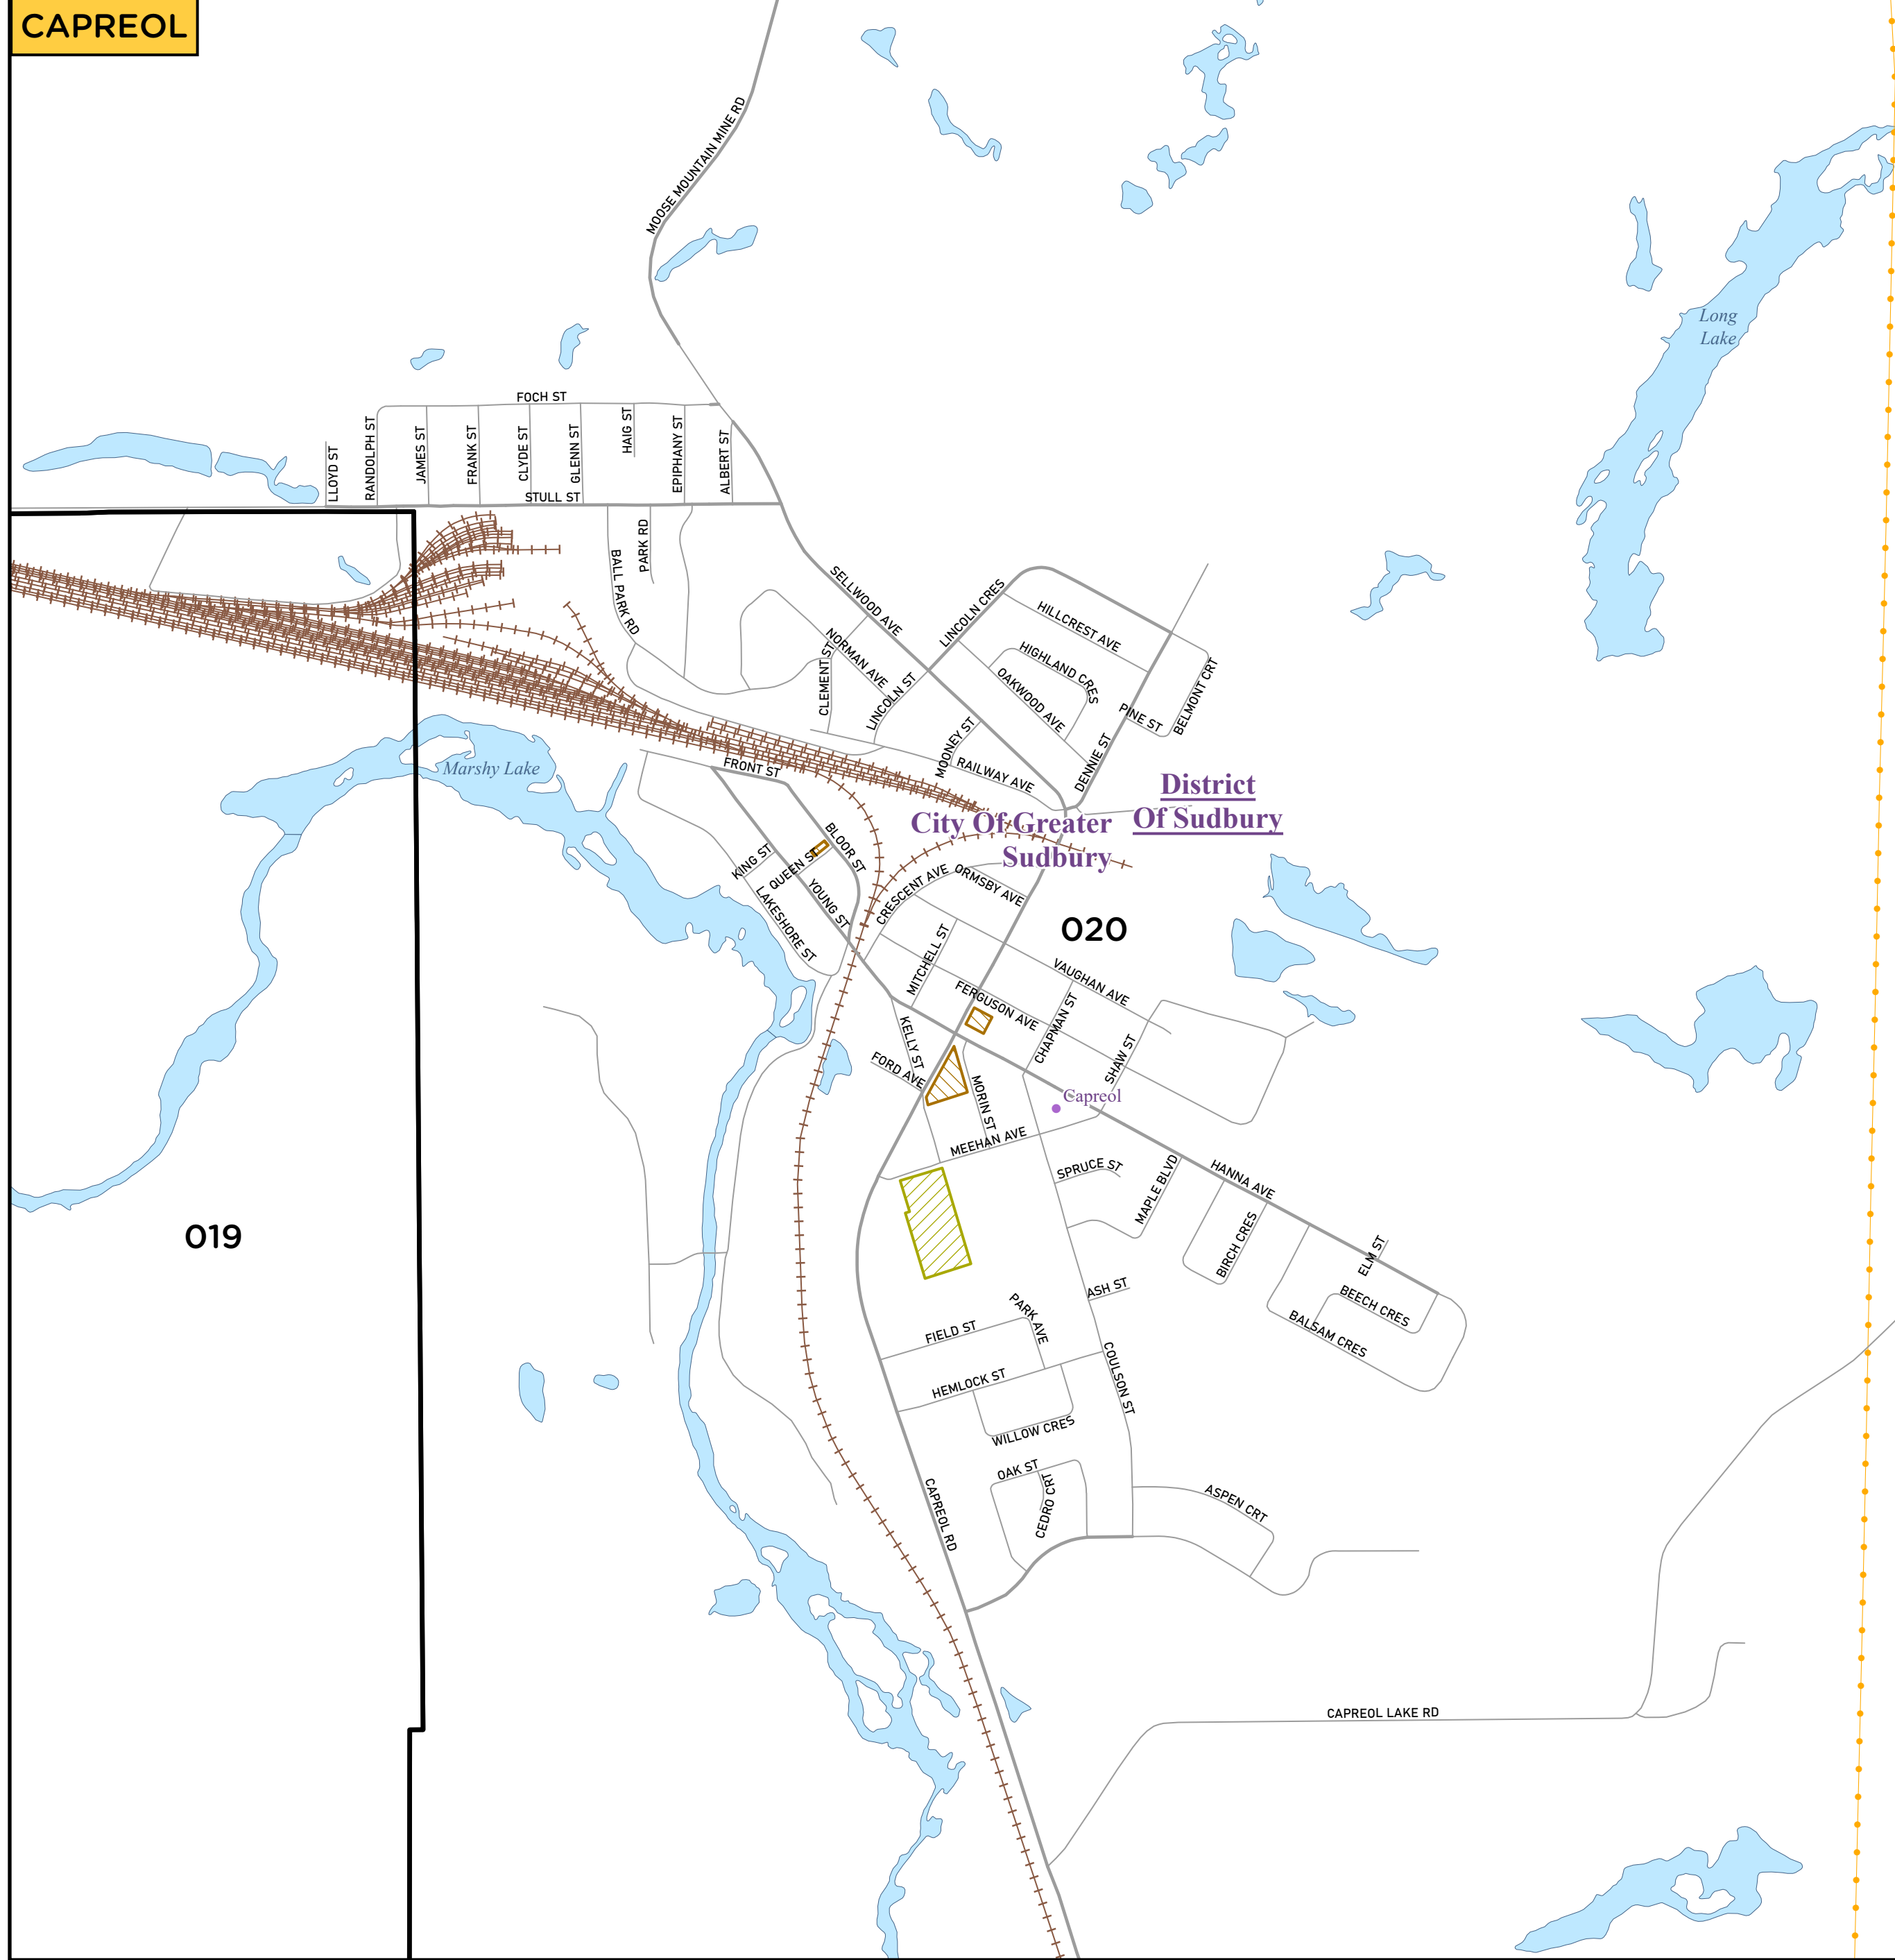 CAPREOL
MOOSE MOUNTAIN MINE RD
Long
Lake
FOCH ST
LLOYD ST
RANDOLPH ST
JAMES ST
FRANK ST
CLYDE ST
GLENN ST
HAIG ST
EPIPHANY ST
ALBERT ST
STULL ST
BALL PARK RD
PARK RD
SELLWOOD AVE
LINCOLN CRES
HILLCREST AVE
NORMAN AVE
CLEMENT ST
LINCOLN ST
HIGHLAND CRES
OAKWOOD AVE
PINE ST
BELMONT CRT
MOONEY ST
RAILWAY AVE
DENNIE ST
Marshy Lake
FRONT ST
District
Of Sudbury
City Of Greater
Sudbury
BLOOR ST
KING ST
QUEEN ST
YOUNG ST
LAKESHORE ST
CRESCENT AVE
ORMSBY AVE
020
MITCHELL ST
VAUGHAN AVE
FERGUSON AVE
CHAPMAN ST
KELLY ST
FORD AVE
SHAW ST
MORIN ST
Capreol
MEEHAN AVE
SPRUCE ST
MAPLE BLVD
HANNA AVE
019
BIRCH CRES
ELM ST
ASH ST
BEECH CRES
BALSAM CRES
PARK AVE
FIELD ST
COULSON ST
HEMLOCK ST
WILLOW CRES
OAK ST
CEDRO CRT
ASPEN CRT
CAPREOL RD
CAPREOL LAKE RD